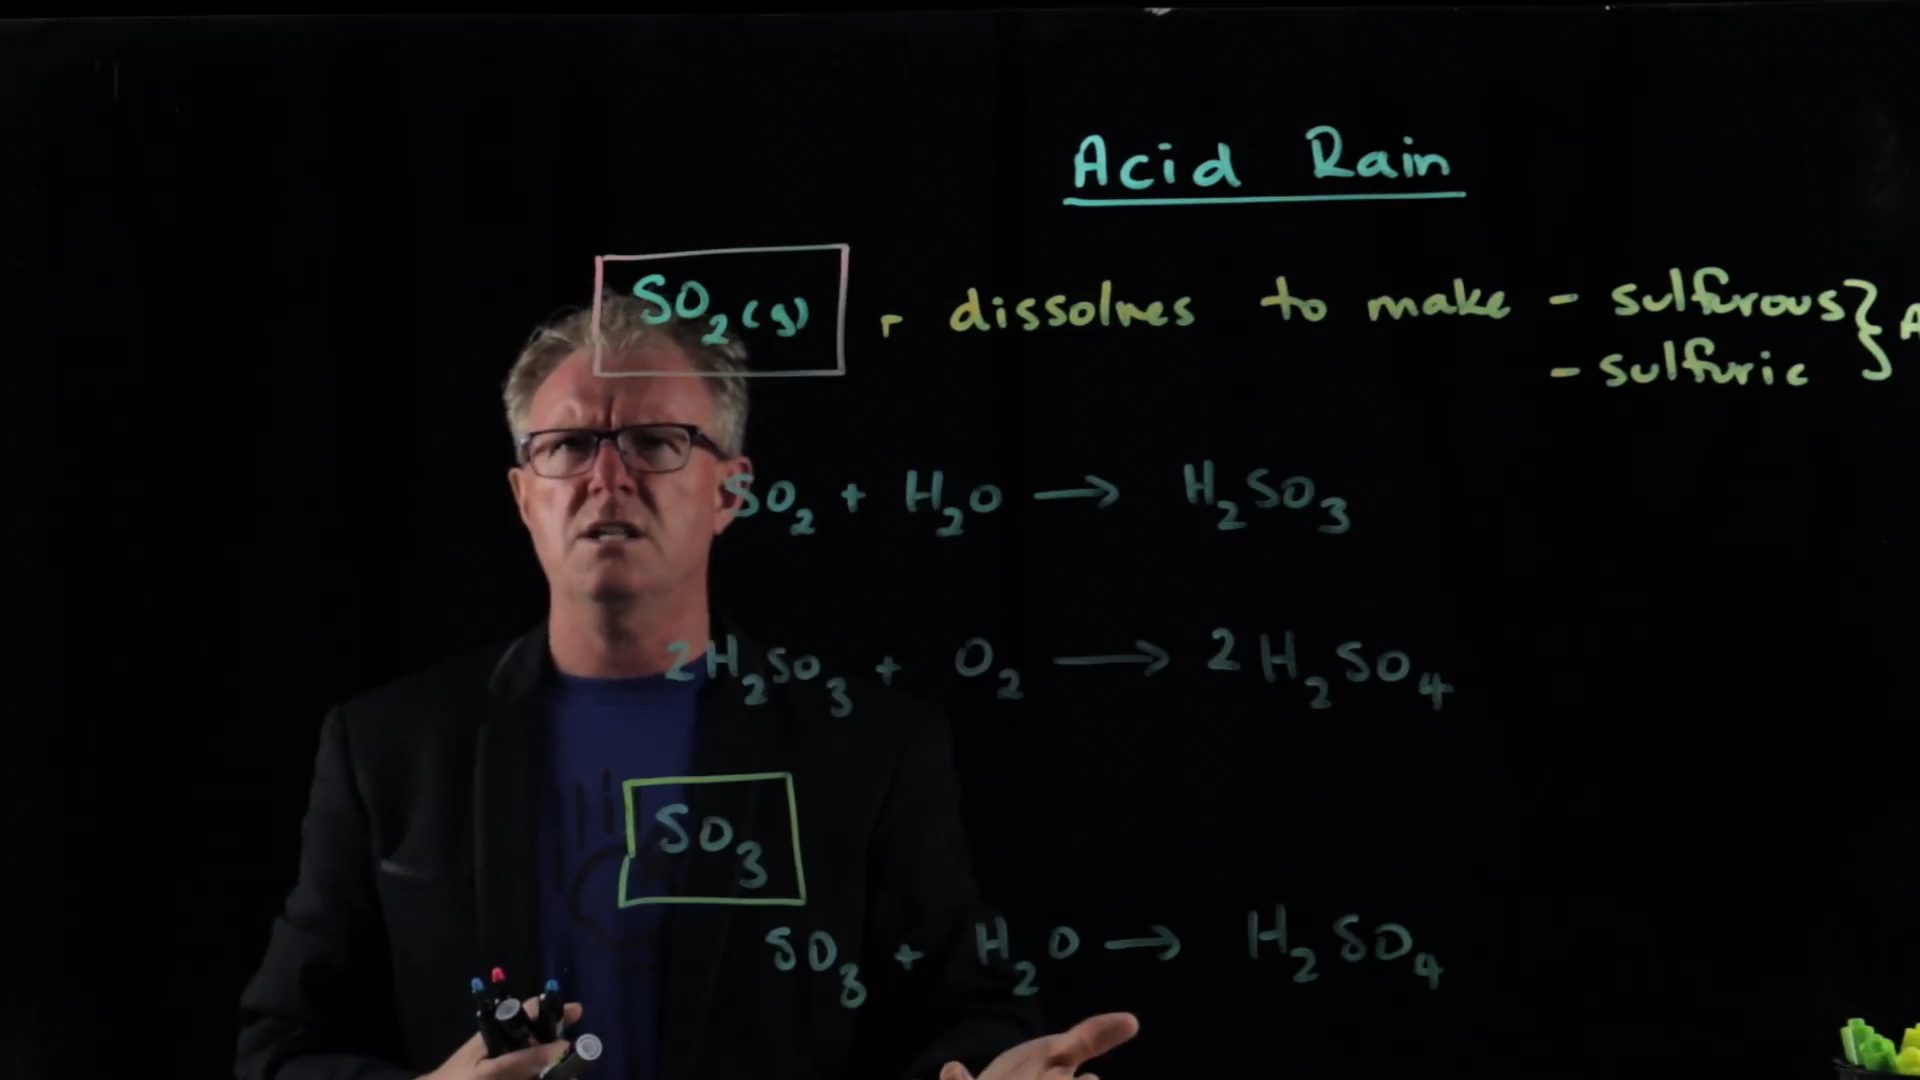 Acid Rain
SO₂(g) - dissolves to make - sulfurous }
- sulfuric
SO₂ + H₂O → H₂SO₃
2H₂SO₃ + O₂ → 2H₂SO₄
SO₃
SO₃ + H₂O → H₂SO₄